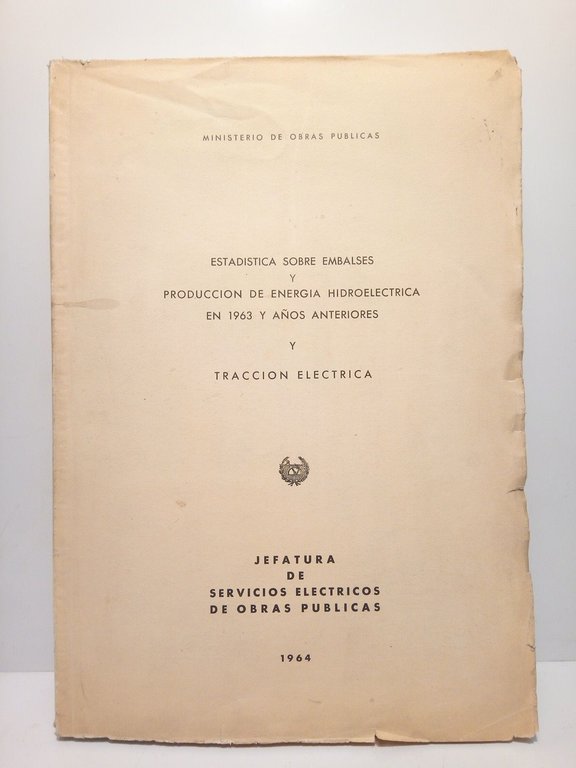 MINISTERIO DE OBRAS PUBLICAS
ESTADISTICA SOBRE EMBALSES
Y
PRODUCCION DE ENERGIA HIDROELECTRICA
EN 1963 Y AÑOS ANTERIORES
Y
TRACCION ELECTRICA
JEFATURA
DE
SERVICIOS ELECTRICOS
DE OBRAS PUBLICAS
1964